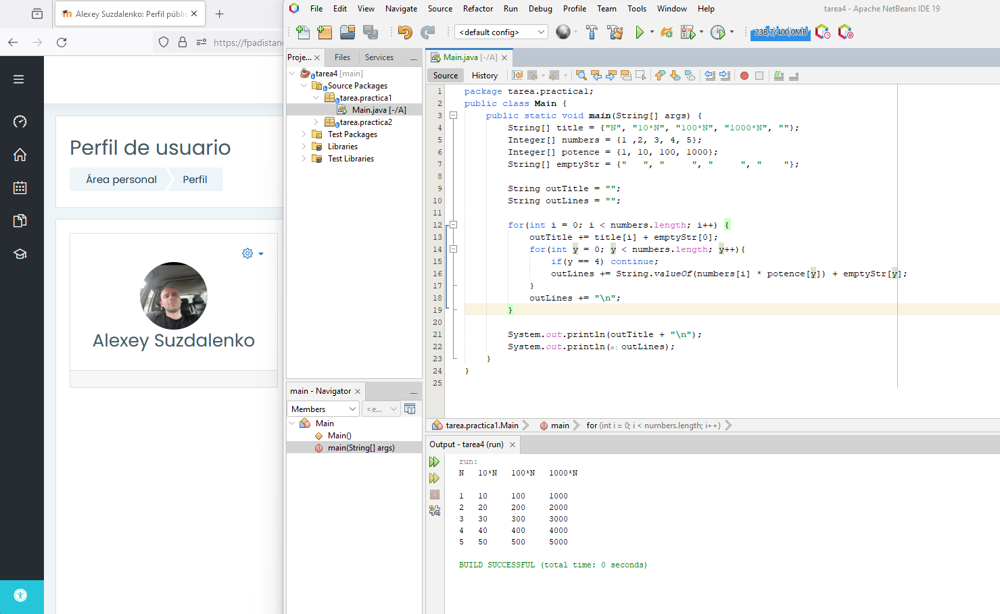 Alexey Suzdalenko: Perfil públic
https://fpadistan
Perfil de usuario
Área personal
Perfil
Alexey Suzdalenko
File Edit View Navigate Source Refactor Run Debug Profile Team Tools Window Help
tarea4 - Apache NetBeans IDE 19
<default config>
238,7/400,0MB
Proje...
Files
Services
tarea4 [main]
Source Packages
tarea.practica1
Main.java [-/A]
tarea.practica2
Test Packages
Libraries
Test Libraries
main - Navigator
Members
<e...
Main
Main()
main(String[] args)
Main.java [-/A]
Source
History
1 package tarea.practica1;
2 public class Main {
3 public static void main(String[] args) {
4 String[] title = {"N", "10*N", "100*N", "1000*N", ""};
5 Integer[] numbers = {1 ,2, 3, 4, 5};
6 Integer[] potence = {1, 10, 100, 1000};
7 String[] emptyStr = {"   ", "     ", "     ", "    "};
8
9 String outTitle = "";
10 String outLines = "";
11
12 for(int i = 0; i < numbers.length; i++) {
13 outTitle += title[i] + emptyStr[0];
14 for(int y = 0; y < numbers.length; y++){
15 if(y == 4) continue;
16 outLines += String.valueOf(numbers[i] * potence[y]) + emptyStr[y];
17 }
18 outLines += "\n";
19 }
20
21 System.out.println(outTitle + "\n");
22 System.out.println(x: outLines);
23 }
24 }
25
tarea.practica1.Main
main
for (int i = 0; i < numbers.length; i++)
Output - tarea4 (run)
run:
N   10*N   100*N   1000*N
1   10     100     1000
2   20     200     2000
3   30     300     3000
4   40     400     4000
5   50     500     5000
BUILD SUCCESSFUL (total time: 0 seconds)